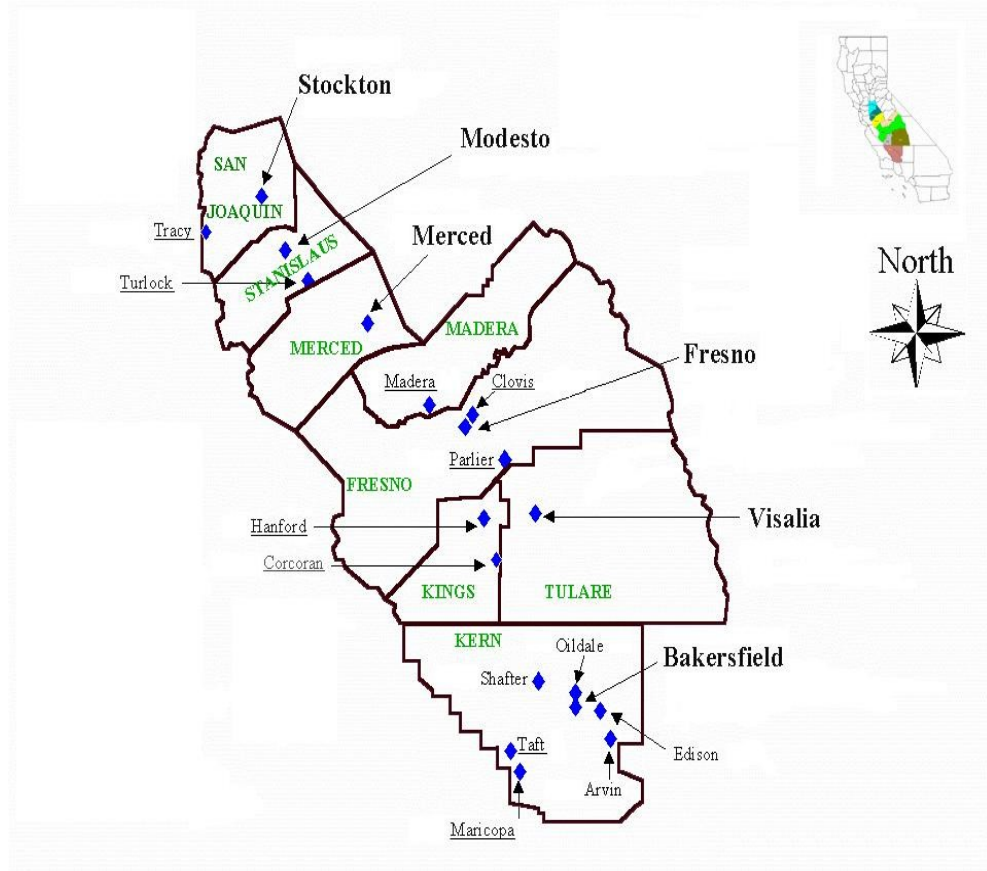 Stockton
Modesto
SAN
JOAQUIN
Tracy
Merced
STANISLAUS
Turlock
North
MADERA
MERCED
Fresno
Madera
Clovis
Parlier
FRESNO
Visalia
Hanford
Corcoran
KINGS
TULARE
KERN
Oildale
Bakersfield
Shafter
Taft
Edison
Arvin
Maricopa